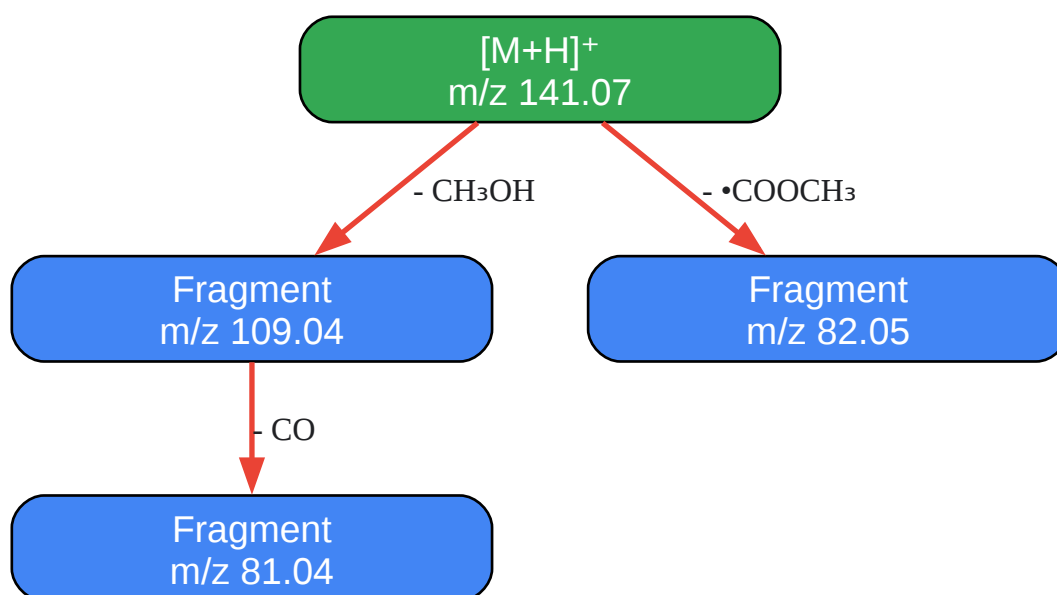 [M+H]⁺
m/z 141.07
- CH₃OH
- •COOCH₃
Fragment
m/z 109.04
Fragment
m/z 82.05
- CO
Fragment
m/z 81.04